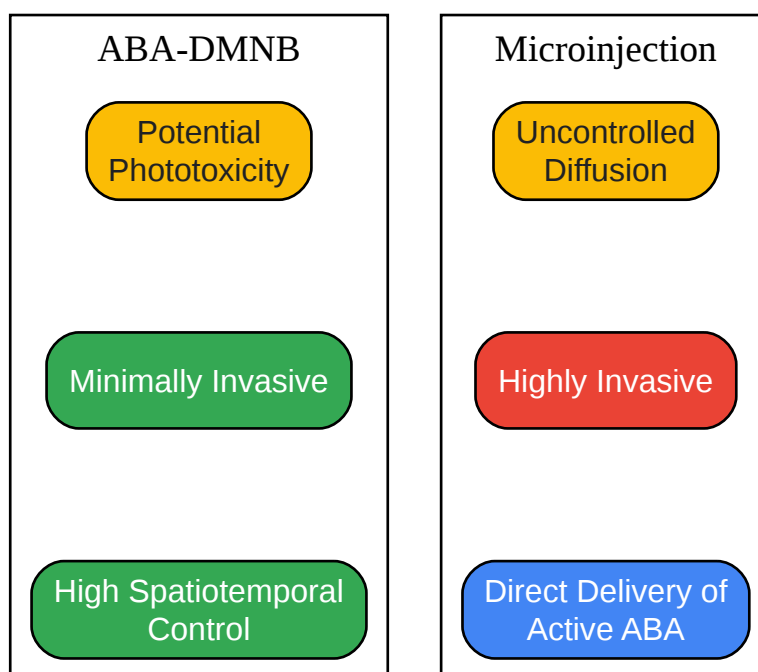 ABA-DMNB
Potential
Phototoxicity
Minimally Invasive
High Spatiotemporal
Control
Microinjection
Uncontrolled
Diffusion
Highly Invasive
Direct Delivery of
Active ABA